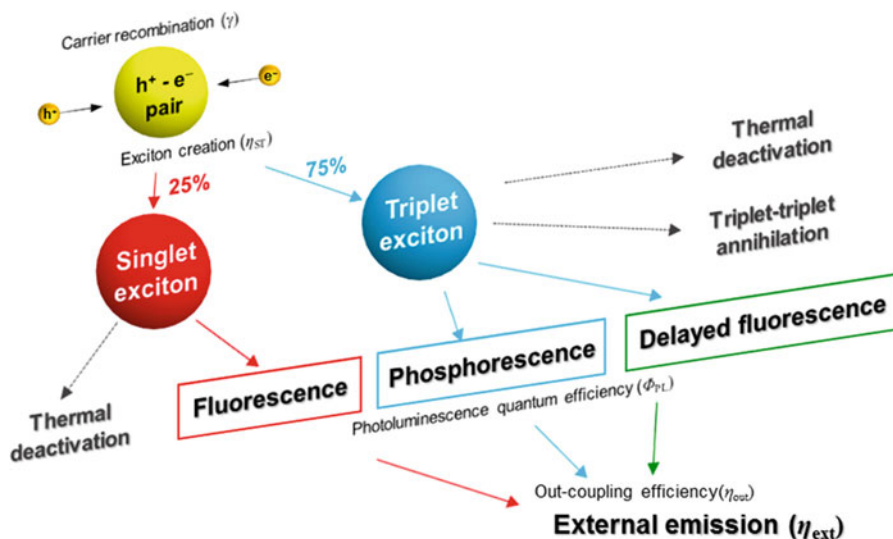 Carrier recombination (γ)
h⁺
h⁺ - e⁻
pair
e⁻
Exciton creation (ηST)
25%
75%
Singlet
exciton
Triplet
exciton
Thermal
deactivation
Triplet-triplet
annihilation
Thermal
deactivation
Fluorescence
Phosphorescence
Delayed fluorescence
Photoluminescence quantum efficiency (ΦPL)
Out-coupling efficiency(ηout)
External emission (ηext)